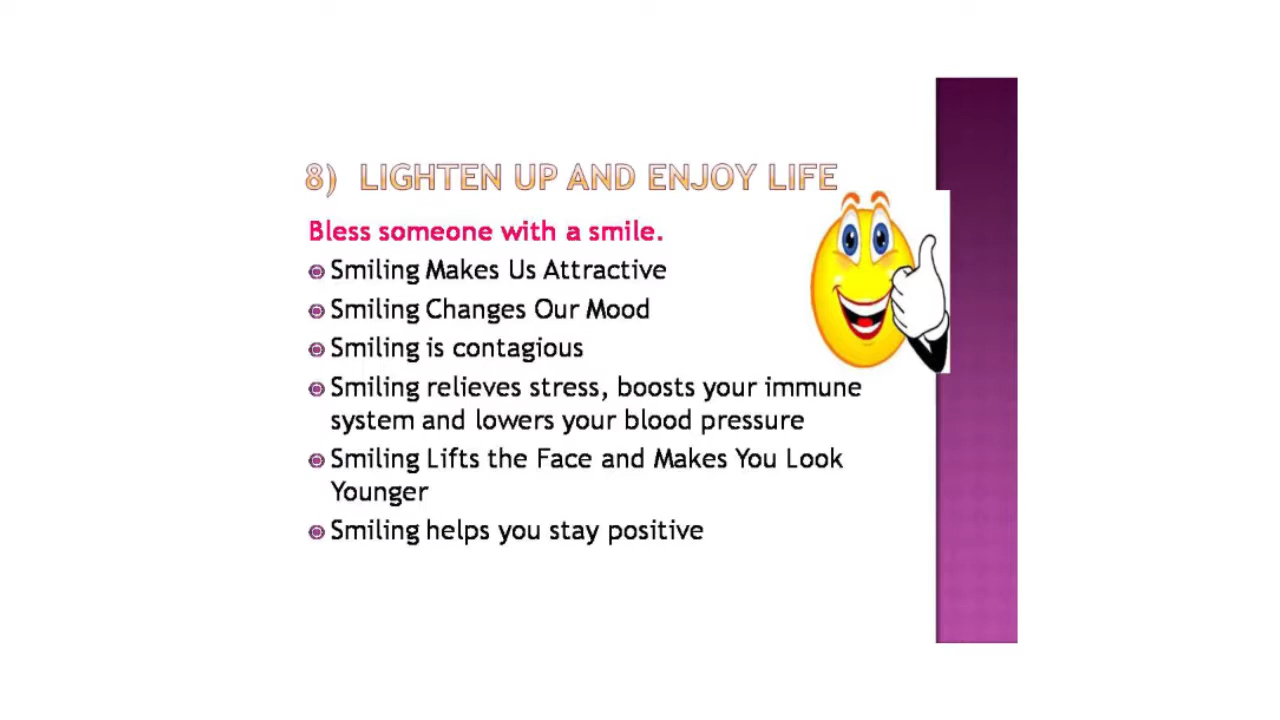 8) LIGHTEN UP AND ENJOY LIFE
Bless someone with a smile.
Smiling Makes Us Attractive
Smiling Changes Our Mood
Smiling is contagious
Smiling relieves stress, boosts your immune
system and lowers your blood pressure
Smiling Lifts the Face and Makes You Look
Younger
Smiling helps you stay positive